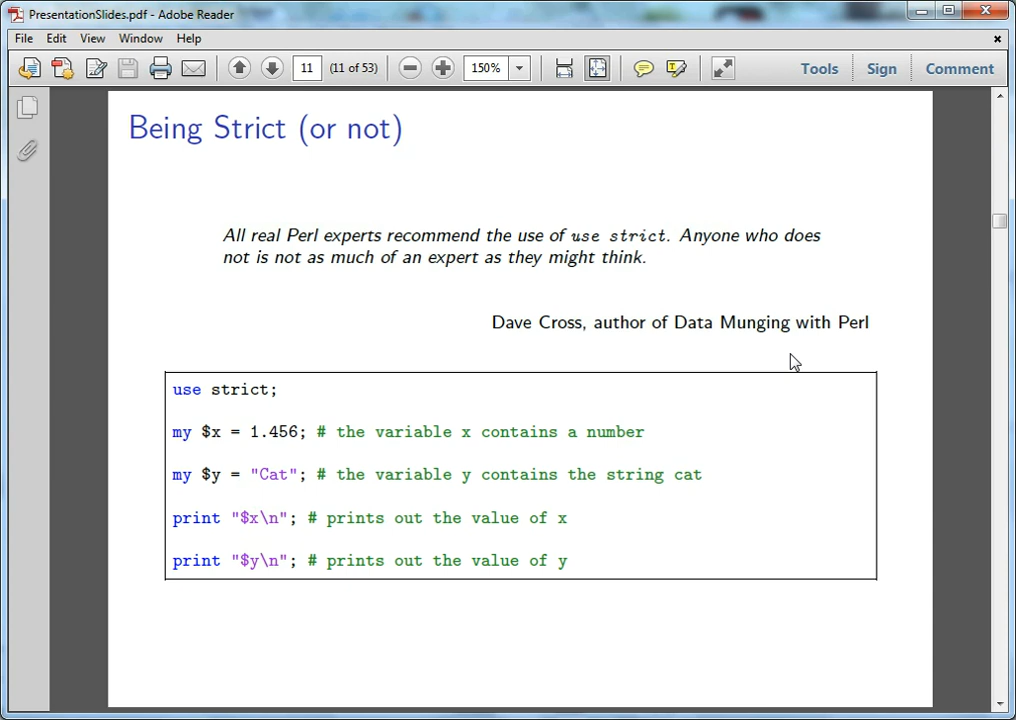 PresentationSlides.pdf - Adobe Reader
File Edit View Window Help
11 (11 of 53) 150% Tools Sign Comment
Being Strict (or not)
All real Perl experts recommend the use of use strict. Anyone who does
not is not as much of an expert as they might think.
Dave Cross, author of Data Munging with Perl
use strict;
my $x = 1.456; # the variable x contains a number
my $y = "Cat"; # the variable y contains the string cat
print "$x\n"; # prints out the value of x
print "$y\n"; # prints out the value of y